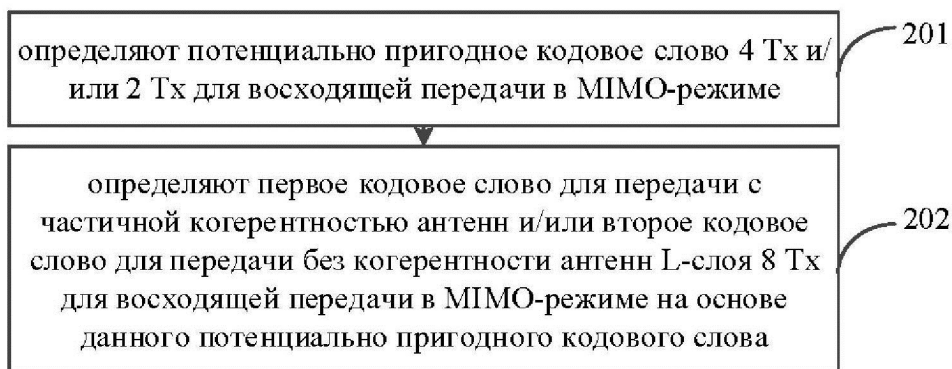 определяют потенциально пригодное кодовое слово 4 Tx и/
или 2 Tx для восходящей передачи в MIMO-режиме
201
определяют первое кодовое слово для передачи с
частичной когерентностью антенн и/или второе кодовое
слово для передачи без когерентности антенн L-слоя 8 Tx
для восходящей передачи в MIMO-режиме на основе
данного потенциально пригодного кодового слова
202